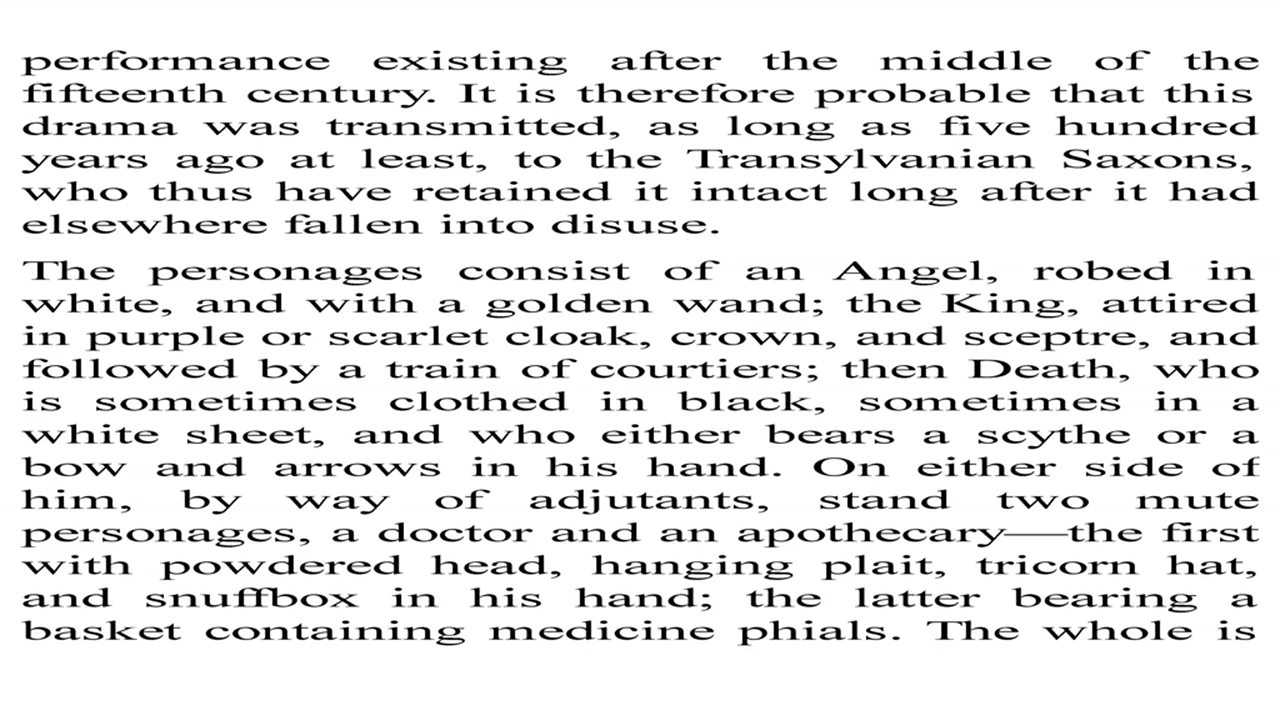 performance existing after the middle of the
fifteenth century. It is therefore probable that this
drama was transmitted, as long as five hundred
years ago at least, to the Transylvanian Saxons,
who thus have retained it intact long after it had
elsewhere fallen into disuse.
The personages consist of an Angel, robed in
white, and with a golden wand; the King, attired
in purple or scarlet cloak, crown, and sceptre, and
followed by a train of courtiers; then Death, who
is sometimes clothed in black, sometimes in a
white sheet, and who either bears a scythe or a
bow and arrows in his hand. On either side of
him, by way of adjutants, stand two mute
personages, a doctor and an apothecary—the first
with powdered head, hanging plait, tricorn hat,
and snuffbox in his hand; the latter bearing a
basket containing medicine phials. The whole is